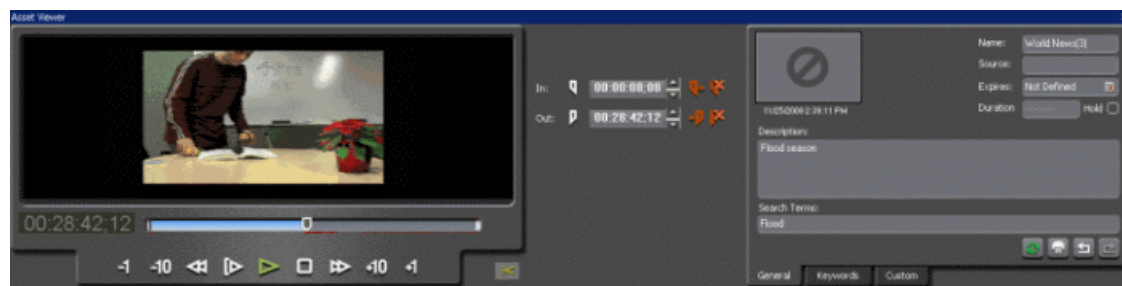 Asset Viewer
In: 00:00:00;00
Out: 00:28:42;12
00:28:42;12
-1 -10 +10 +1
Name: World News(3)
Source:
Expires: Not Defined
Duration --:--:-- Hold
11/25/2009 2:39:11 PM
Description:
Flood season
Search Terms:
Flood
General Keywords Custom